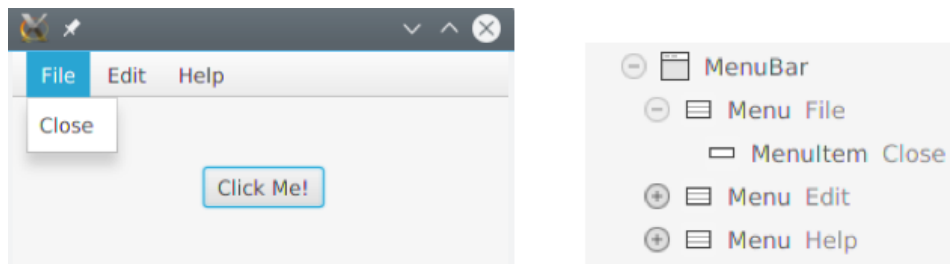 File Edit Help
Close
Click Me!
MenuBar
Menu File
MenuItem Close
Menu Edit
Menu Help